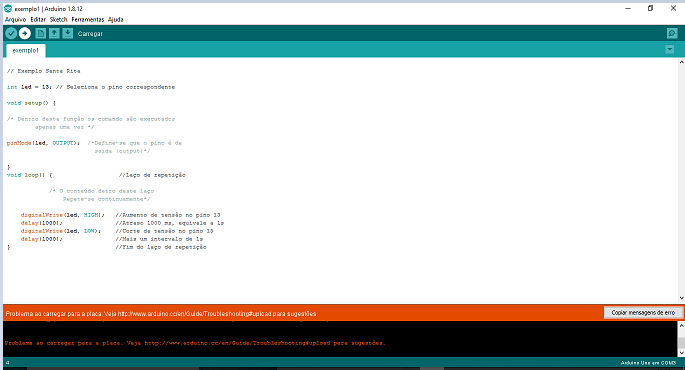 exemplo1 | Arduino 1.8.12
Arquivo Editar Sketch Ferramentas Ajuda
Carregar
exemplo1
// Exemplo Santa Rita
int led = 13; // Seleciona o pino correspondente
void setup() {
/* Dentro desta função os comando são executados
apenas uma vez */
pinMode(led, OUTPUT); /*Define-se que o pino é de
saída (output)*/
}
void loop() { //Laço de repetição
/* O conteúdo detro deste laço
Repete-se continuamente*/
digitalWrite(led, HIGH); //Aumento de tensão no pino 13
delay(1000); //Atraso 1000 ms, equivale a 1s
digitalWrite(led, LOW); //Corte da tensão no pino 13
delay(1000); //Mais um intervalo de 1s
} //Fim do laço de repetição
Problema ao carregar para a placa. Veja http://www.arduino.cc/en/Guide/Troubleshooting#upload para sugestões.
Copiar mensagens de erro
Problema ao carregar para a placa. Veja http://www.arduino.cc/en/Guide/Troubleshooting#upload para sugestões.
4
Arduino Uno em COM3